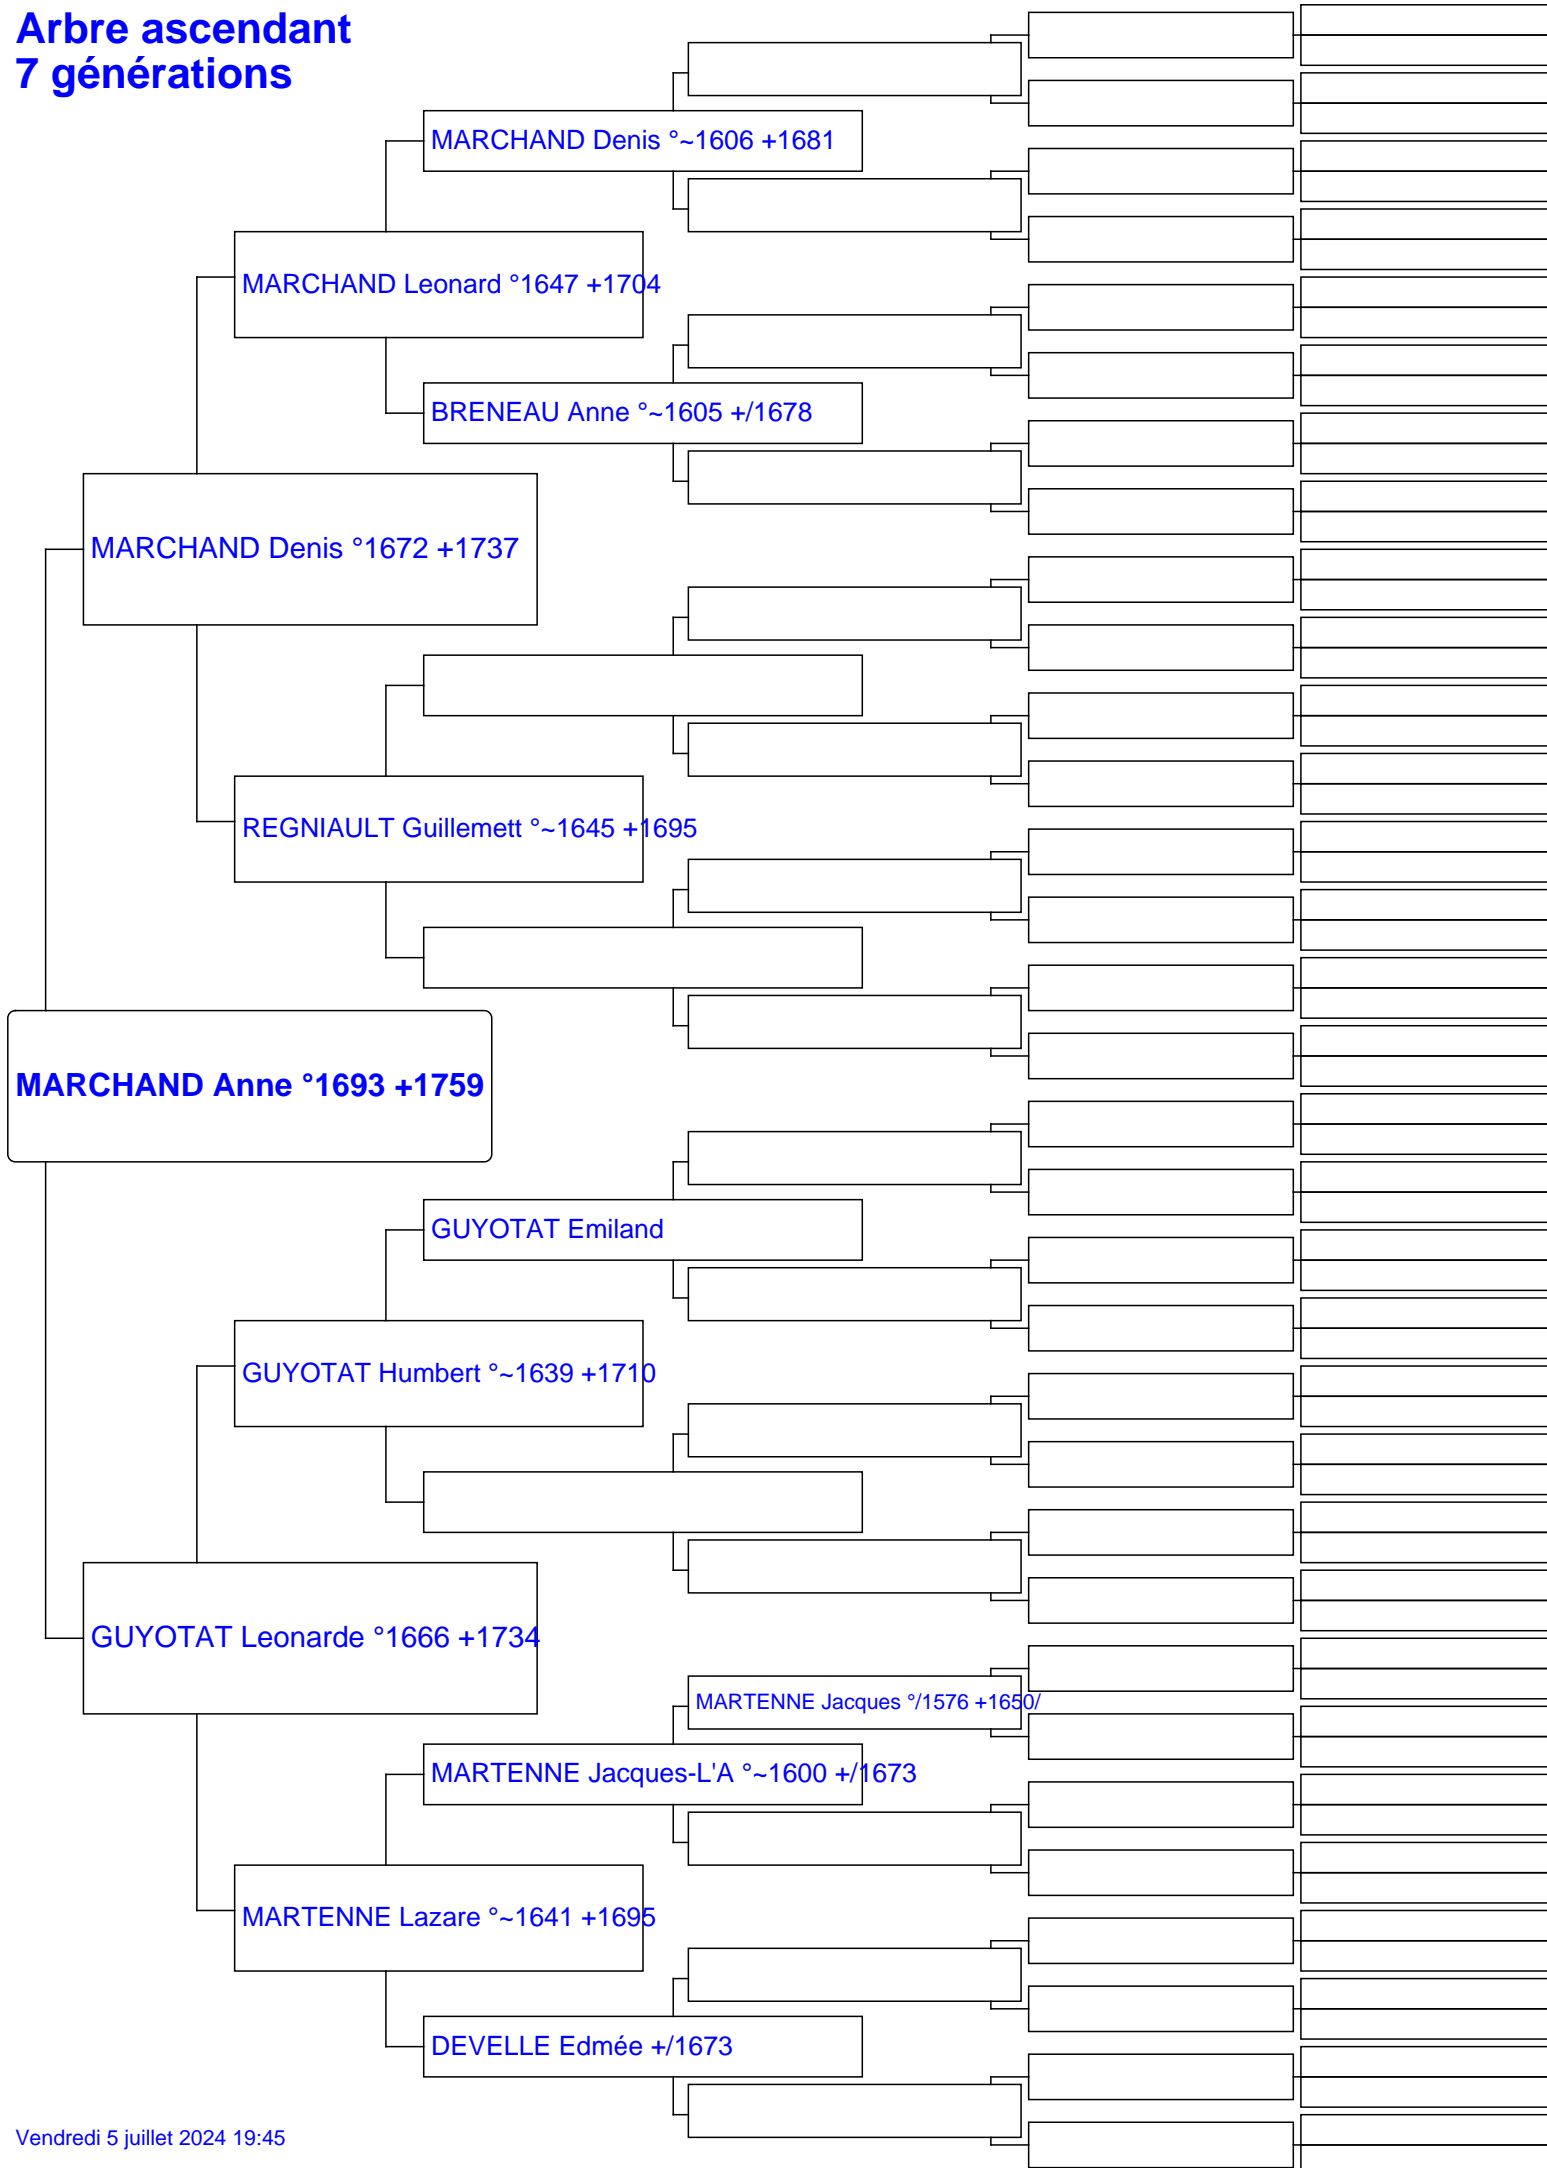 Arbre ascendant
7 générations
MARCHAND Denis °~1606 +1681
MARCHAND Leonard °1647 +1704
BRENEAU Anne °~1605 +/1678
MARCHAND Denis °1672 +1737
REGNIAULT Guillemett °~1645 +1695
MARCHAND Anne °1693 +1759
GUYOTAT Emiland
GUYOTAT Humbert °~1639 +1710
GUYOTAT Leonarde °1666 +1734
MARTENNE Jacques °/1576 +1650/
MARTENNE Jacques-L'A °~1600 +/1673
MARTENNE Lazare °~1641 +1695
DEVELLE Edmée +/1673
Vendredi 5 juillet 2024 19:45